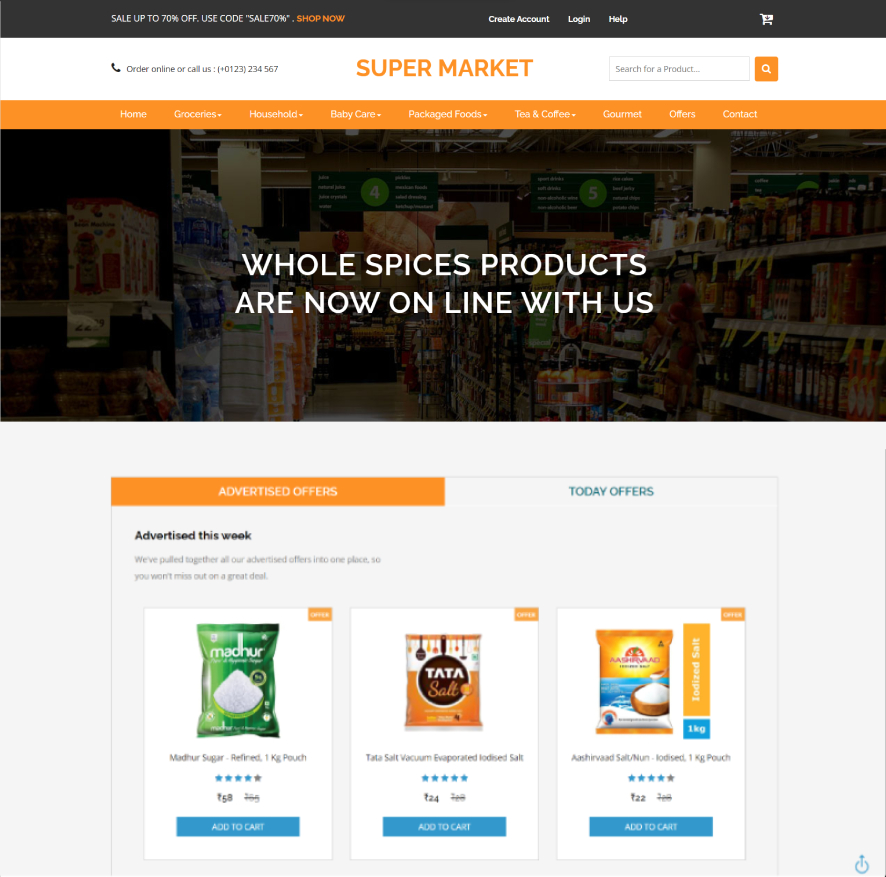 SALE UP TO 70% OFF. USE CODE "SALE70%" . SHOP NOW
Create Account Login Help
Order online or call us : (+0123) 234 567
SUPER MARKET
Search for a Product...
Home Groceries Household Baby Care Packaged Foods Tea & Coffee Gourmet Offers Contact
4
5
WHOLE SPICES PRODUCTS
ARE NOW ON LINE WITH US
ADVERTISED OFFERS TODAY OFFERS
Advertised this week
We've pulled together all our advertised offers into one place, so
you won't miss out on a great deal.
OFFER OFFER OFFER
madhur
TATA
Salt
AASHIRVAAD
Iodized Salt
1kg
Madhur Sugar - Refined, 1 Kg Pouch
Tata Salt Vacuum Evaporated Iodised Salt
Aashirvaad Salt/Nun - Iodised, 1 Kg Pouch
₹58 ₹65
₹24 ₹28
₹22 ₹28
ADD TO CART ADD TO CART ADD TO CART